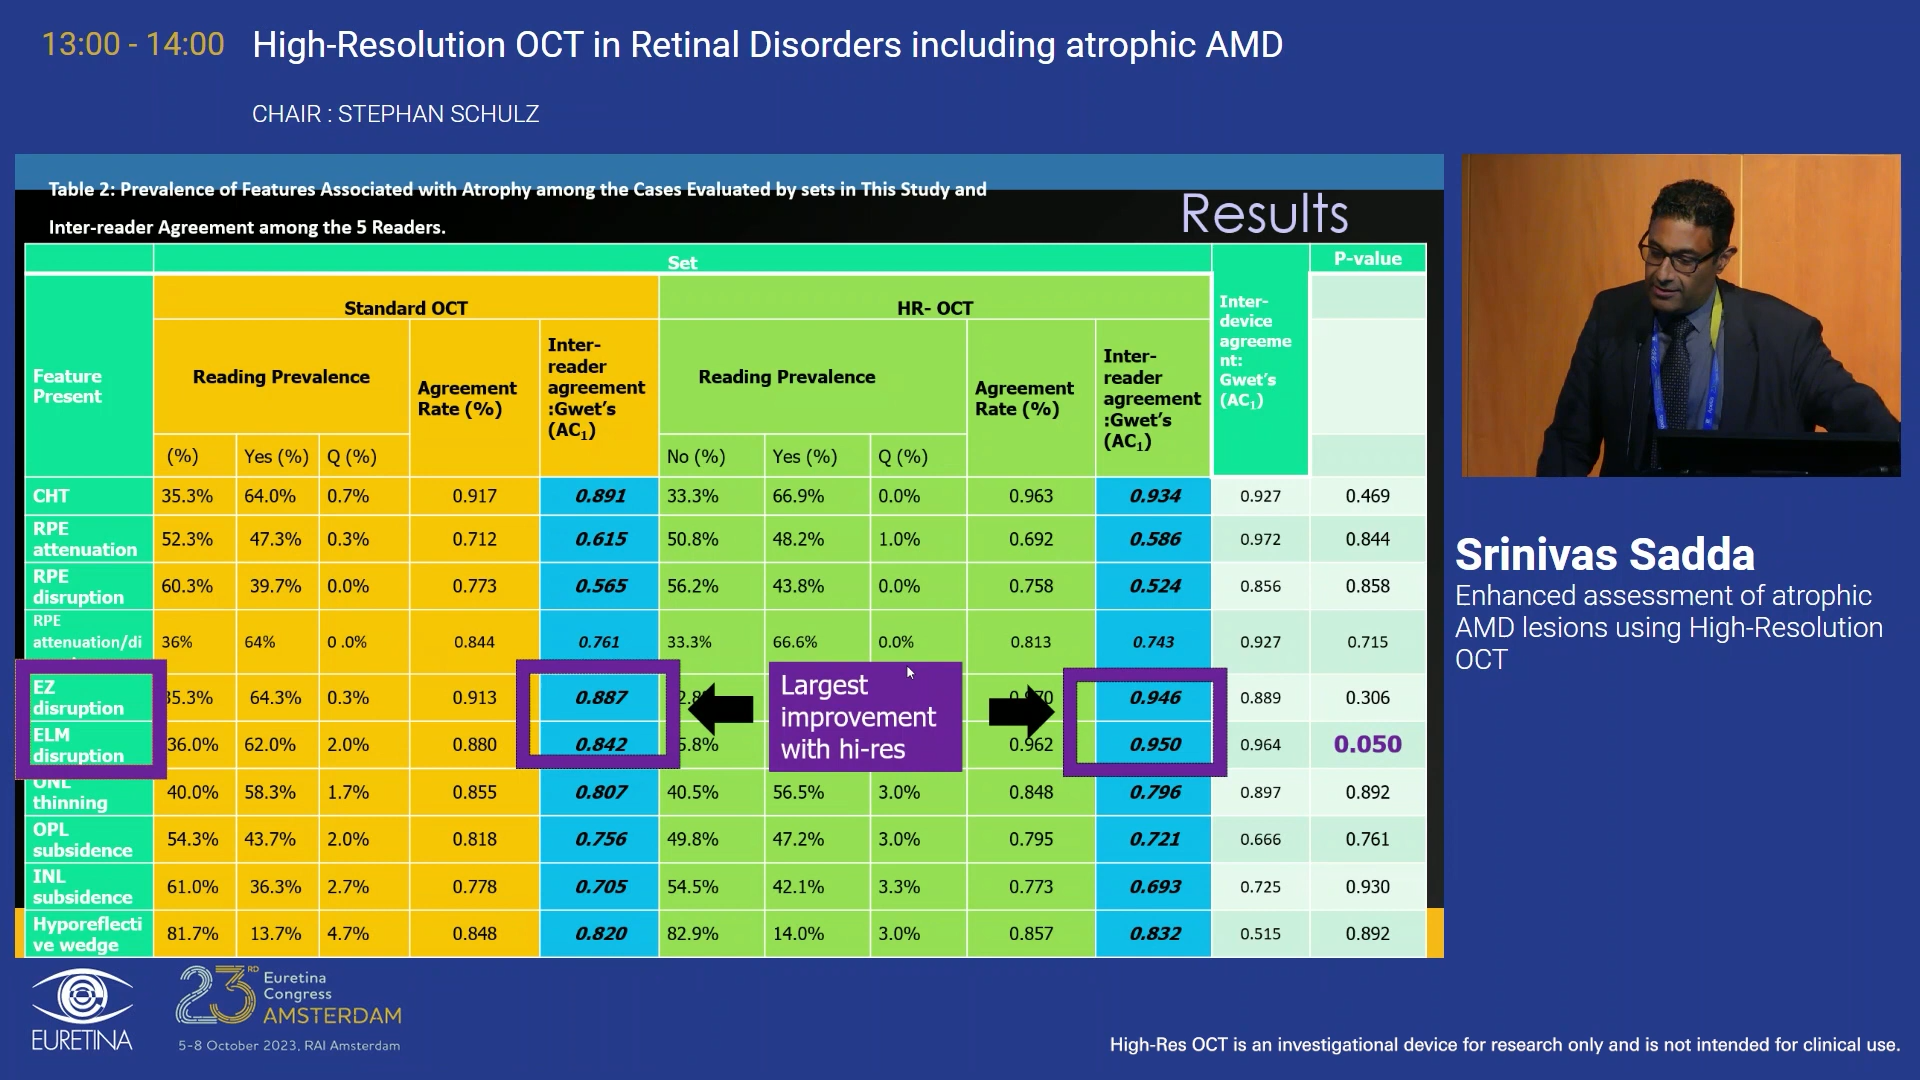 13:00 - 14:00 High-Resolution OCT in Retinal Disorders including atrophic AMD
CHAIR : STEPHAN SCHULZ
Table 2: Prevalence of Features Associated with Atrophy among the Cases Evaluated by sets in This Study and
Inter-reader Agreement among the 5 Readers.
Results
Set
P-value
Standard OCT
HR- OCT
Feature
Present
Reading Prevalence
Agreement
Rate (%)
Inter-
reader
agreement
:Gwet's
(AC1)
Reading Prevalence
Agreement
Rate (%)
Inter-
reader
agreement
:Gwet's
(AC1)
Inter-
device
agreeme
nt:
Gwet's
(AC1)
(%) Yes (%) Q (%) No (%) Yes (%) Q (%)
CHT 35.3% 64.0% 0.7% 0.917 0.891 33.3% 66.9% 0.0% 0.963 0.934 0.927 0.469
RPE
attenuation 52.3% 47.3% 0.3% 0.712 0.615 50.8% 48.2% 1.0% 0.692 0.586 0.972 0.844
RPE
disruption 60.3% 39.7% 0.0% 0.773 0.565 56.2% 43.8% 0.0% 0.758 0.524 0.856 0.858
RPE
attenuation/di 36% 64% 0 .0% 0.844 0.761 33.3% 66.6% 0.0% 0.813 0.743 0.927 0.715
EZ
disruption 35.3% 64.3% 0.3% 0.913 0.887 0.946 0.889 0.306
ELM
disruption 36.0% 62.0% 2.0% 0.880 0.842 0.962 0.950 0.964 0.050
Largest
improvement
with hi-res
ONL
thinning 40.0% 58.3% 1.7% 0.855 0.807 40.5% 56.5% 3.0% 0.848 0.796 0.897 0.892
OPL
subsidence 54.3% 43.7% 2.0% 0.818 0.756 49.8% 47.2% 3.0% 0.795 0.721 0.666 0.761
INL
subsidence 61.0% 36.3% 2.7% 0.778 0.705 54.5% 42.1% 3.3% 0.773 0.693 0.725 0.930
Hyporeflecti
ve wedge 81.7% 13.7% 4.7% 0.848 0.820 82.9% 14.0% 3.0% 0.857 0.832 0.515 0.892
Srinivas Sadda
Enhanced assessment of atrophic
AMD lesions using High-Resolution
OCT
EURETINA
23RD
Euretina
Congress
AMSTERDAM
5-8 October 2023, RAI Amsterdam
High-Res OCT is an investigational device for research only and is not intended for clinical use.